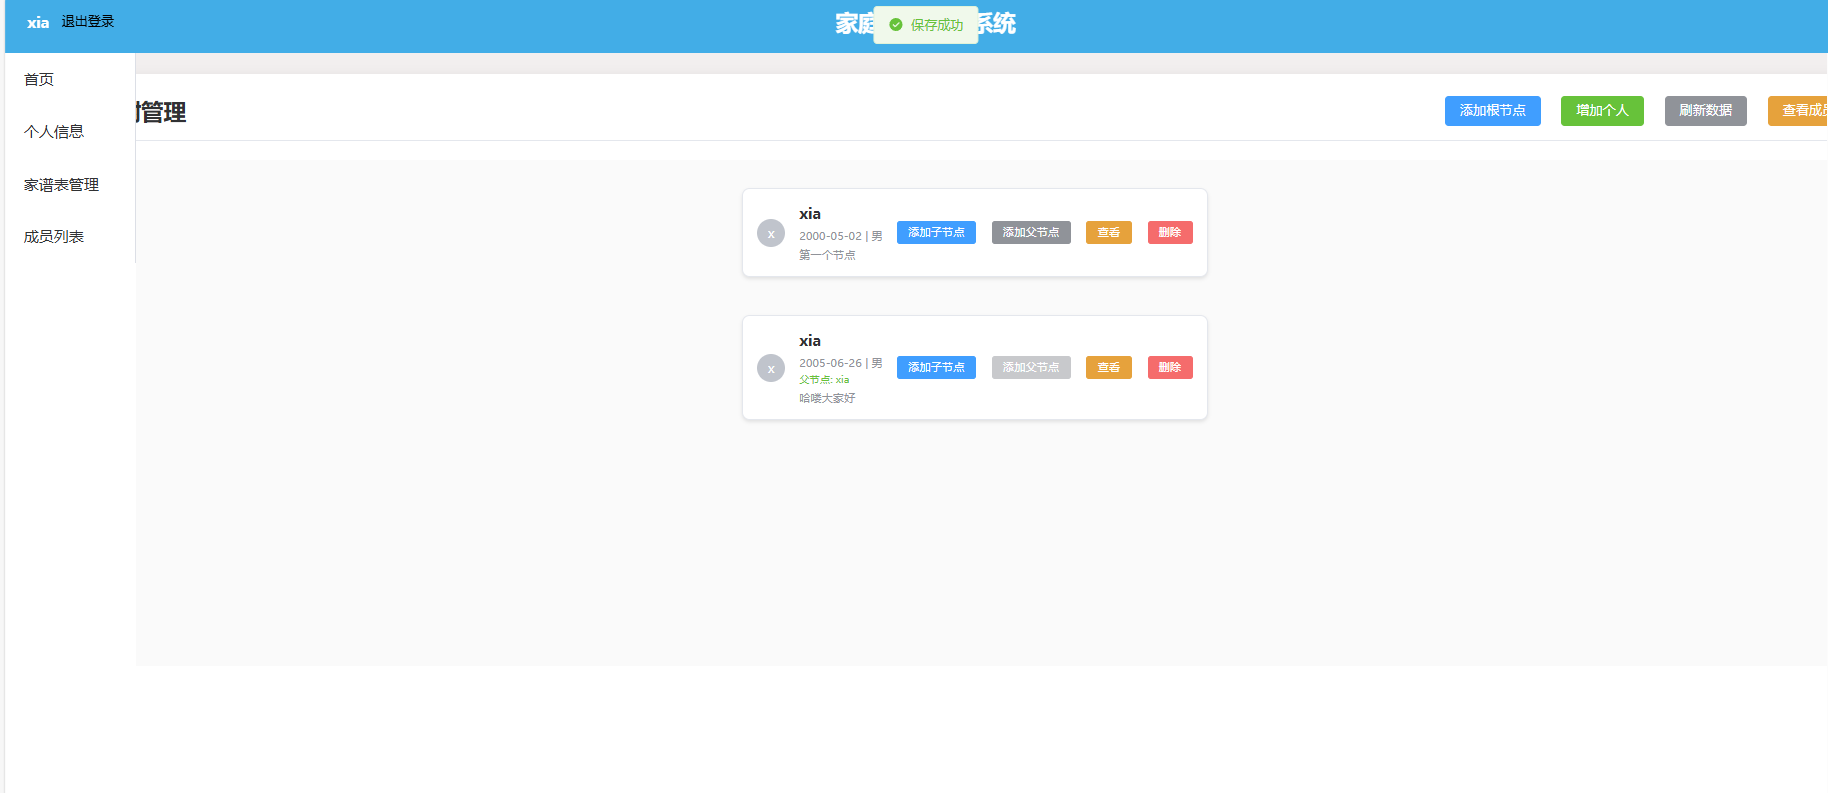 xia 退出登录
家庭 系统
保存成功
首页
个人信息
家谱表管理
成员列表
管理
添加根节点 增加个人 刷新数据 查看成
xia
2000-05-02 | 男
第一个节点
添加子节点 添加父节点 查看 删除
xia
2005-06-26 | 男
父节点: xia
哈喽大家好
添加子节点 添加父节点 查看 删除
x
x